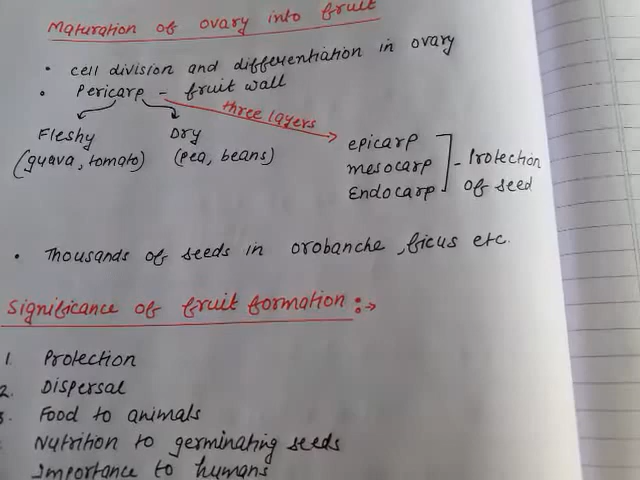 Maturation of ovary into fruit
• cell division and differentiation in ovary
• Pericarp - fruit wall
three layers
Fleshy Dry
(guava, tomato) (pea, beans)
epicarp
mesocarp
Endocarp
- Protection
of seed
• Thousands of seeds in orobanche, ficus etc.
Significance of fruit formation :→
1. Protection
2. Dispersal
3. Food to animals
Nutrition to germinating seeds
Importance to humans